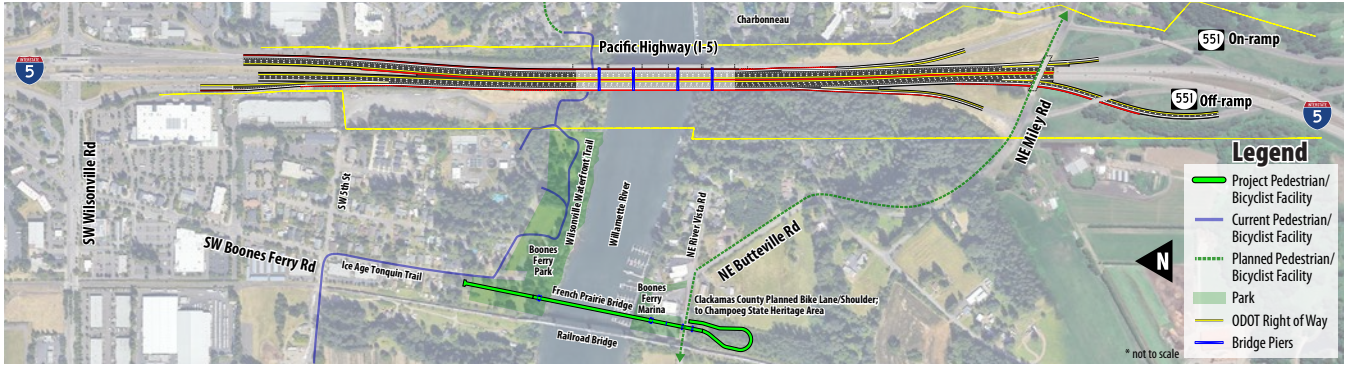 Charbonneau
Pacific Highway (I-5)
551 On-ramp
INTERSTATE
5
551 Off-ramp
INTERSTATE
5
NE Miley Rd
SW Wilsonville Rd
SW 5th St
Wilsonville Waterfront Trail
Willamette River
NE River Vista Rd
SW Boones Ferry Rd
Ice Age Tonquin Trail
Boones
Ferry
Park
NE Butteville Rd
French Prairie Bridge
Boones
Ferry
Marina
Clackamas County Planned Bike Lane/Shoulder;
to Champoeg State Heritage Area
Railroad Bridge
Legend
Project Pedestrian/
Bicyclist Facility
Current Pedestrian/
Bicyclist Facility
Planned Pedestrian/
Bicyclist Facility
Park
ODOT Right of Way
Bridge Piers
N
* not to scale